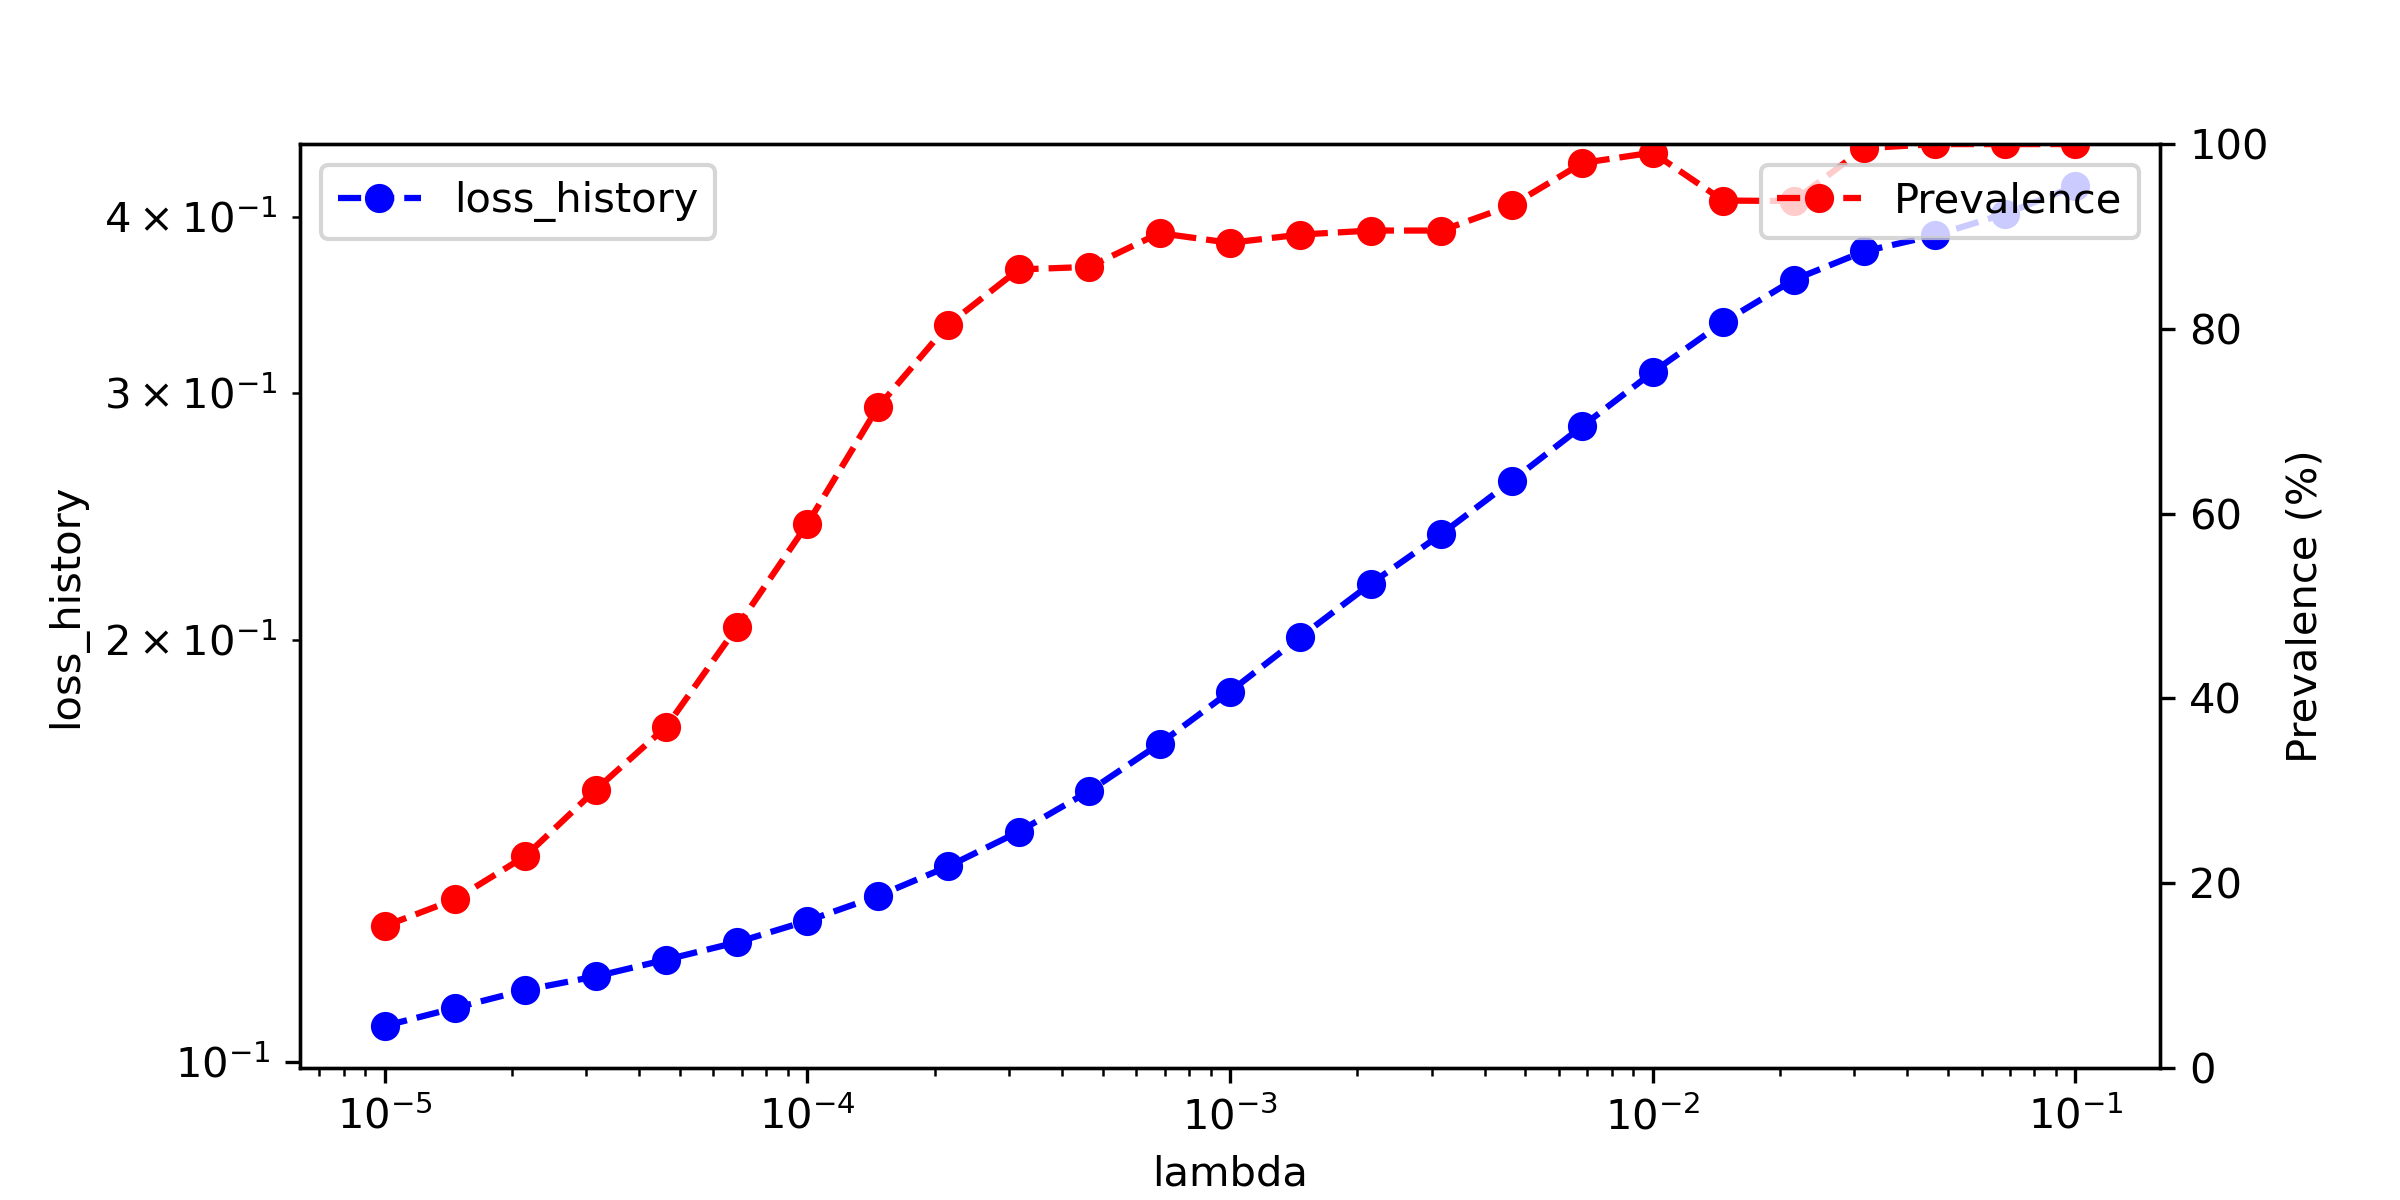 loss_history
Prevalence
4 × 10⁻¹
3 × 10⁻¹
2 × 10⁻¹
10⁻¹
loss_history
100
80
60
40
20
0
Prevalence (%)
10⁻⁵ 10⁻⁴ 10⁻³ 10⁻² 10⁻¹
lambda